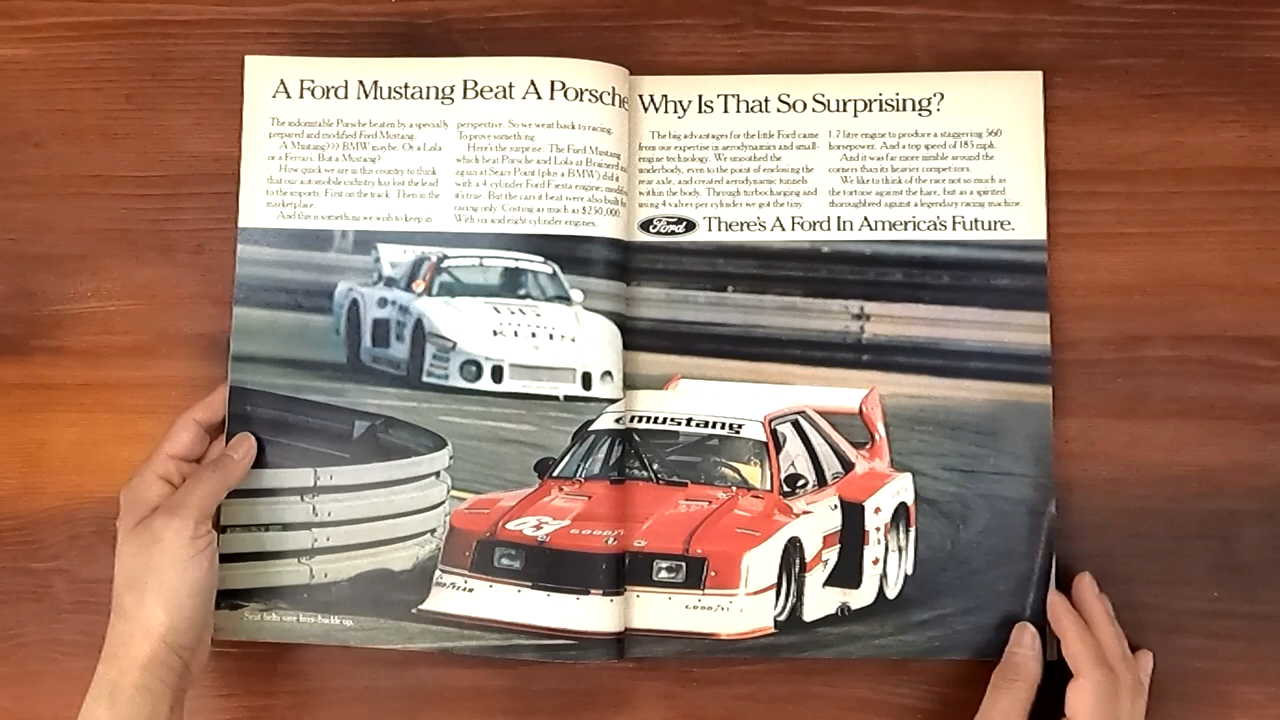 A Ford Mustang Beat A Porsche
The indomitable Porsche beaten by a specially
prepared and modified Ford Mustang.
A Mustang??? BMW maybe. Or a Lola
or a Ferrari. But a Mustang?
How quick we are in this country to think
that our automobile industry has lost the lead
to the imports. First on the track. Then in the
marketplace.
And this is something we wish to keep in
perspective. So we went back to racing.
To prove something.
Here's the surprise: The Ford Mustang
which beat Porsche and Lola at Brainerd and
again at Sears Point (plus a BMW) did it
with a 4 cylinder Ford Fiesta engine; modified
it's true. But the cars it beat were also built for
racing only. Costing as much as $250,000.
With six and eight cylinder engines.
Why Is That So Surprising?
The big advantages for the little Ford came
from our expertise in aerodynamics and small-
engine technology. We smoothed the
underbody, even to the point of enclosing the
rear axle, and created aerodynamic tunnels
within the body. Through turbocharging and
using 4 valves per cylinder we got the tiny
1.7 litre engine to produce a staggering 560
horsepower. And a top speed of 185 mph.
And it was far more nimble around the
corners than its heavier competitors.
We like to think of the race not so much as
the tortoise against the hare, but as a spirited
thoroughbred against a legendary racing machine.
Ford There's A Ford In America's Future.
KLEIN
mustang
67
GOODYEAR
GOODYEAR
Seat belts save lives-buckle up.